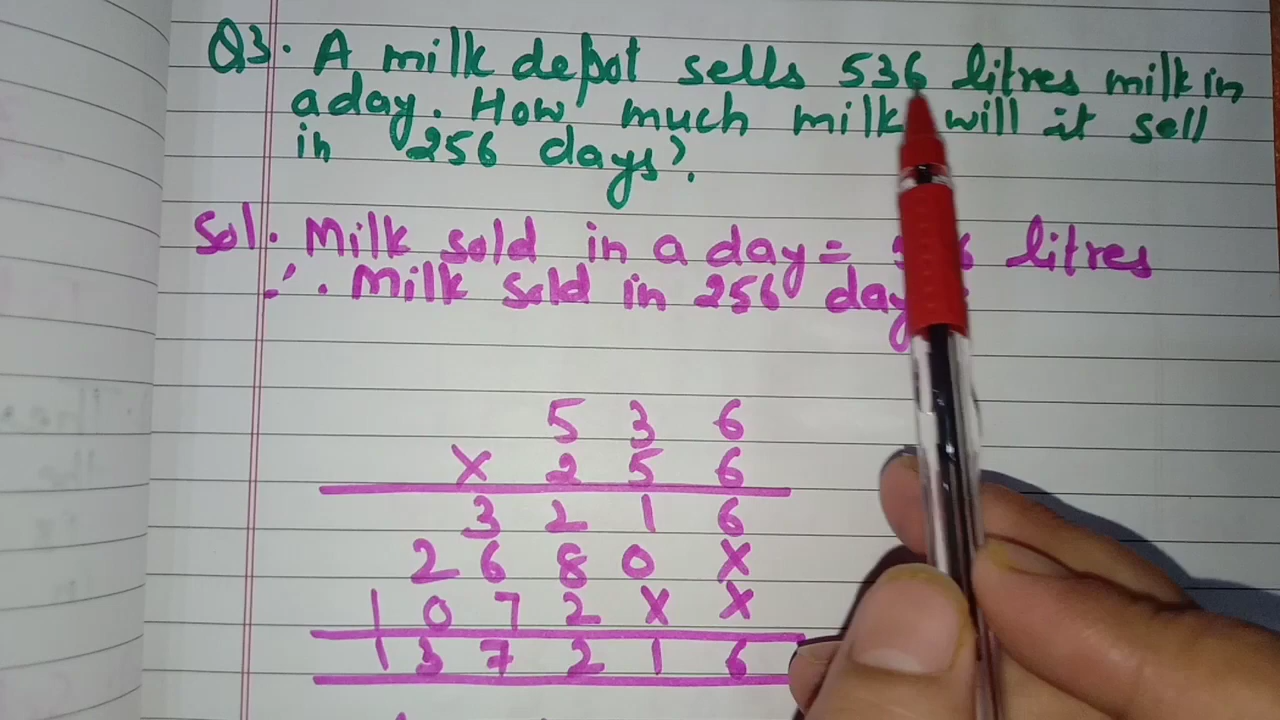 Q3. A milk depot sells 536 litres milk in
a day. How much milk will it sell
in 256 days?
Sol. Milk sold in a day = litres
∴ Milk sold in 256
5 3 6
X 2 5 6
3 2 1 6
2 6 8 0 X
1 0 7 2 X X
1 3 7 2 1 6